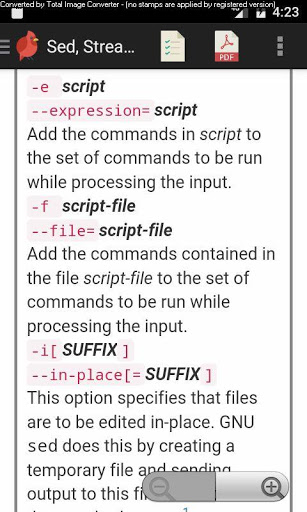 Converted by Total Image Converter - (no stamps are applied by registered version)
4:23
Sed, Strea...
PDF
-e script
--expression= script
Add the commands in script to
the set of commands to be run
while processing the input.
-f script-file
--file= script-file
Add the commands contained in
the file script-file to the set of
commands to be run while
processing the input.
-i[ SUFFIX ]
--in-place[= SUFFIX ]
This option specifies that files
are to be edited in-place. GNU
sed does this by creating a
temporary file and sending
output to this